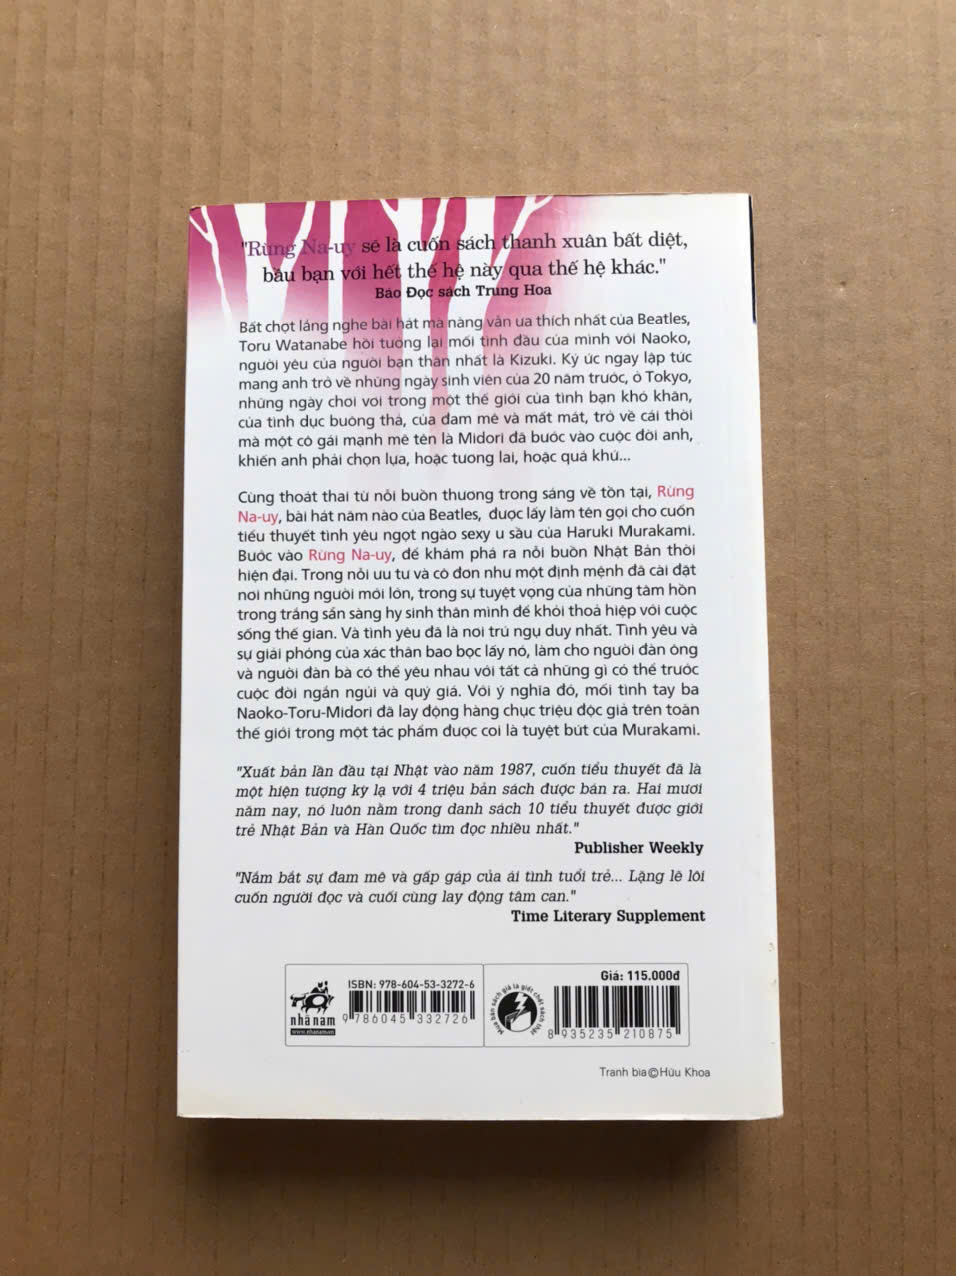 "Rừng Na-uy sẽ là cuốn sách thanh xuân bất diệt,
bầu bạn với hết thế hệ này qua thế hệ khác."
Báo Đọc sách Trung Hoa
Bất chợt lắng nghe bài hát mà nàng vẫn ưa thích nhất của Beatles,
Toru Watanabe hồi tưởng lại mối tình đầu của mình với Naoko,
người yêu của người bạn thân nhất là Kizuki. Ký ức ngay lập tức
mang anh trở về những ngày sinh viên của 20 năm trước, ở Tokyo,
những ngày chơi vơi trong một thế giới của tình bạn khó khăn,
của tình dục buông thả, của đam mê và mất mát, trở về cái thời
mà một cô gái mạnh mẽ tên là Midori đã bước vào cuộc đời anh,
khiến anh phải chọn lựa, hoặc tương lai, hoặc quá khứ...
Cùng thoát thai từ nỗi buồn thương trong sáng về tồn tại, Rừng
Na-uy, bài hát năm nào của Beatles, được lấy làm tên gọi cho cuốn
tiểu thuyết tình yêu ngọt ngào sexy u sầu của Haruki Murakami.
Bước vào Rừng Na-uy, để khám phá ra nỗi buồn Nhật Bản thời
hiện đại. Trong nỗi ưu tư và cô đơn như một định mệnh đã cài đặt
nơi những người mới lớn, trong sự tuyệt vọng của những tâm hồn
trong trắng sẵn sàng hy sinh thân mình để khỏi thoả hiệp với cuộc
sống thế gian. Và tình yêu đã là nơi trú ngụ duy nhất. Tình yêu và
sự giải phóng của xác thân bao bọc lấy nó, làm cho người đàn ông
và người đàn bà có thể yêu nhau với tất cả những gì có thể trước
cuộc đời ngắn ngủi và quý giá. Với ý nghĩa đó, mối tình tay ba
Naoko-Toru-Midori đã lay động hàng chục triệu độc giả trên toàn
thế giới trong một tác phẩm được coi là tuyệt bút của Murakami.
"Xuất bản lần đầu tại Nhật vào năm 1987, cuốn tiểu thuyết đã là
một hiện tượng kỳ lạ với 4 triệu bản sách được bán ra. Hai mươi
năm nay, nó luôn nằm trong danh sách 10 tiểu thuyết được giới
trẻ Nhật Bản và Hàn Quốc tìm đọc nhiều nhất."
Publisher Weekly
"Nắm bắt sự đam mê và gấp gáp của ái tình tuổi trẻ... Lặng lẽ lôi
cuốn người đọc và cuối cùng lay động tâm can."
Time Literary Supplement
nhã nam
www.nhanam.vn
ISBN: 978-604-53-3272-6
9 786045 332726
Mua bán sách giả là giết chết sách thật
Giá: 115.000đ
8 935235 210875
Tranh bìa©Hữu Khoa